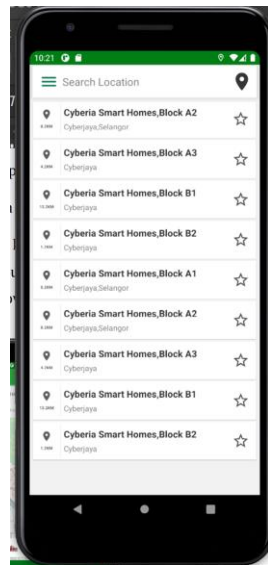 10:21
Search Location
Cyberia Smart Homes,Block A2
Cyberjaya,Selangor
Cyberia Smart Homes,Block A3
Cyberjaya
Cyberia Smart Homes,Block B1
Cyberjaya
Cyberia Smart Homes,Block B2
Cyberjaya
Cyberia Smart Homes,Block A1
Cyberjaya,Selangor
Cyberia Smart Homes,Block A2
Cyberjaya,Selangor
Cyberia Smart Homes,Block A3
Cyberjaya
Cyberia Smart Homes,Block B1
Cyberjaya
Cyberia Smart Homes,Block B2
Cyberjaya